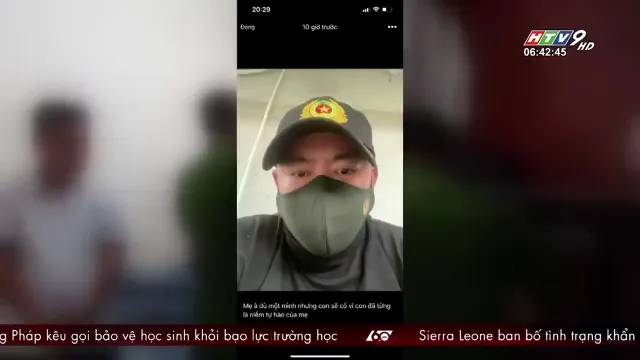 20:29
Đóng
10 giờ trước
HTV9 HD
06:42:45
Mẹ à dù một mình nhưng con sẽ cố vì con đã từng
là niềm tự hào của mẹ
g Pháp kêu gọi bảo vệ học sinh khỏi bạo lực trường học
60
Sierra Leone ban bố tình trạng khẩn